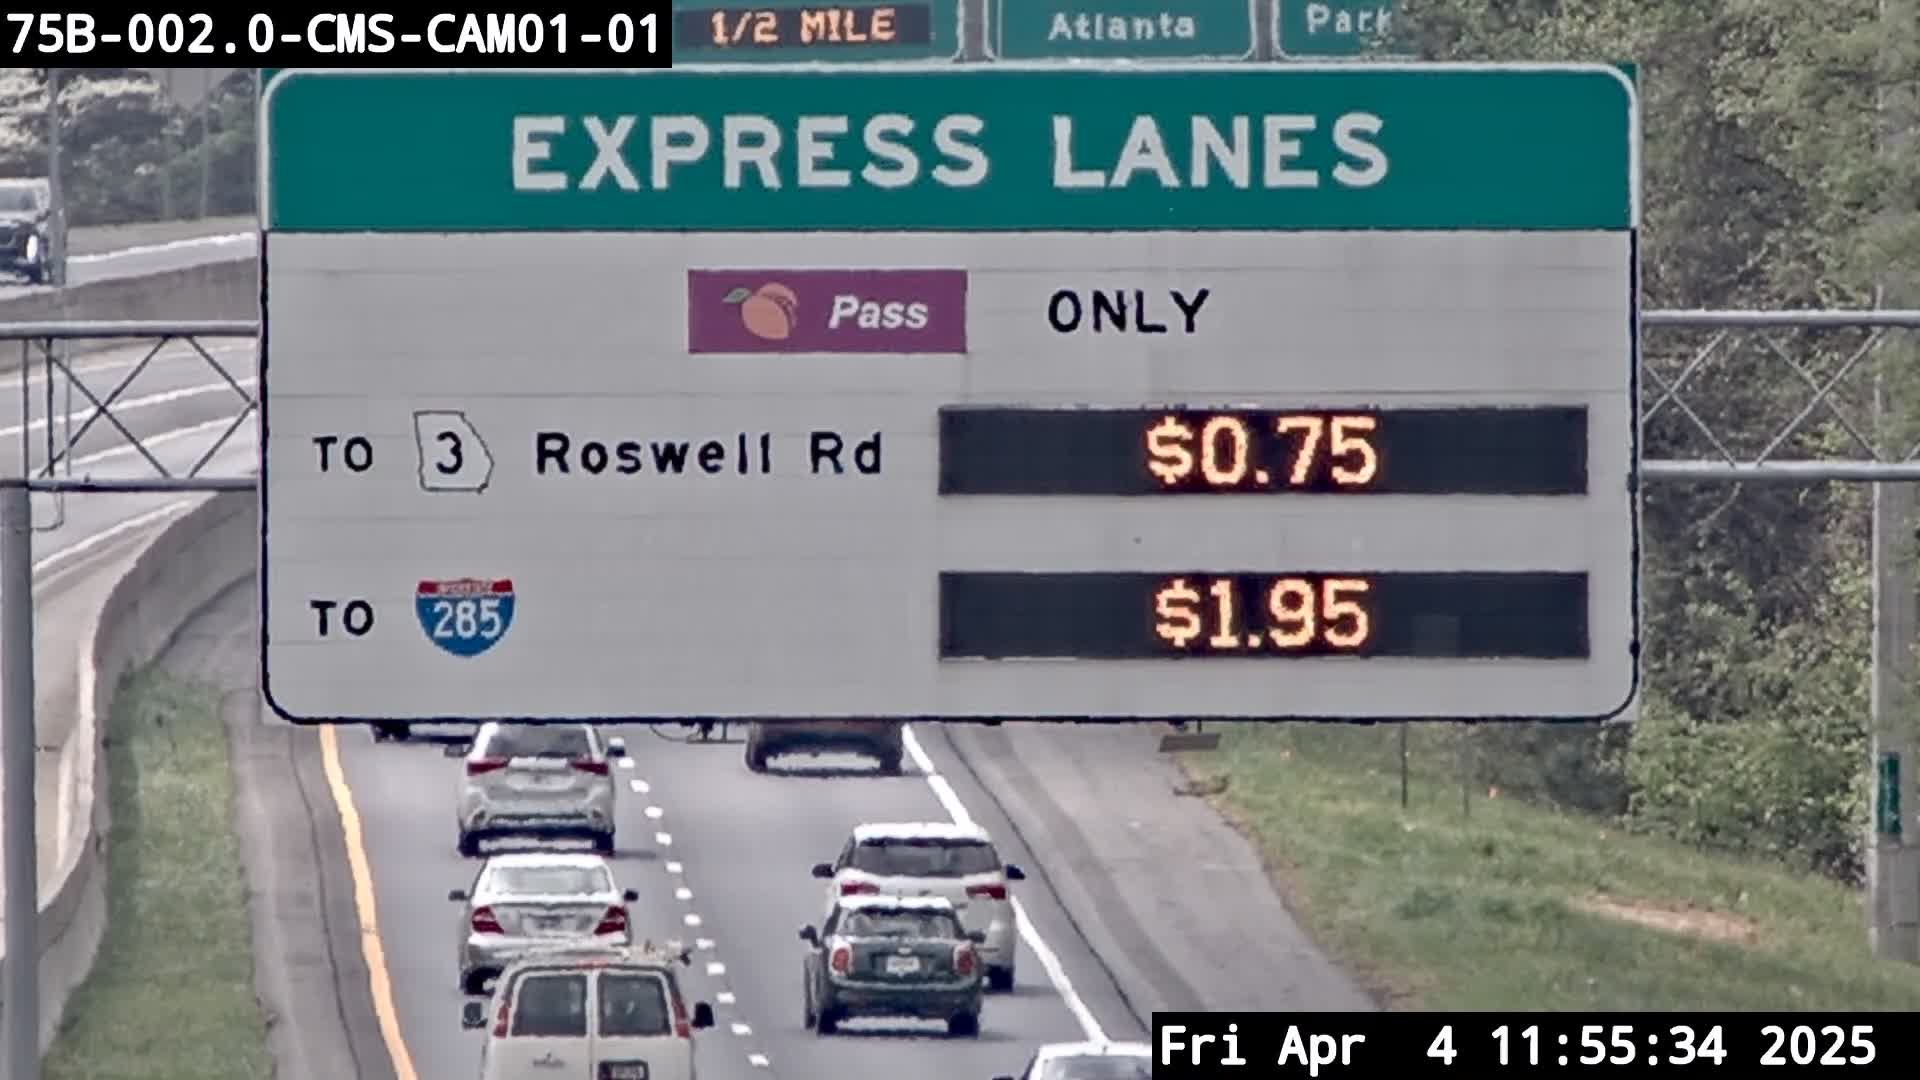 75B-002.0-CMS-CAM01-01
1/2 MILE
Atlanta
Park
EXPRESS LANES
Pass ONLY
TO 3 Roswell Rd $0.75
TO INTERSTATE 285 $1.95
Fri Apr 4 11:55:34 2025